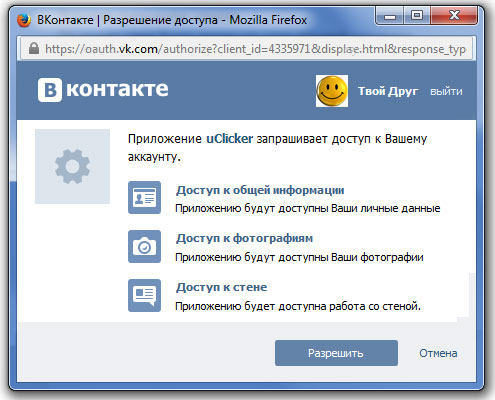 ВКонтакте | Разрешение доступа - Mozilla Firefox
https://oauth.vk.com/authorize?client_id=4335971&display.html&response_typ
В контакте
Твой Друг выйти
Приложение uClicker запрашивает доступ к Вашему
аккаунту.
Доступ к общей информации
Приложению будут доступны Ваши личные данные
Доступ к фотографиям
Приложению будут доступны Ваши фотографии
Доступ к стене
Приложению будет доступна работа со стеной.
Разрешить Отмена